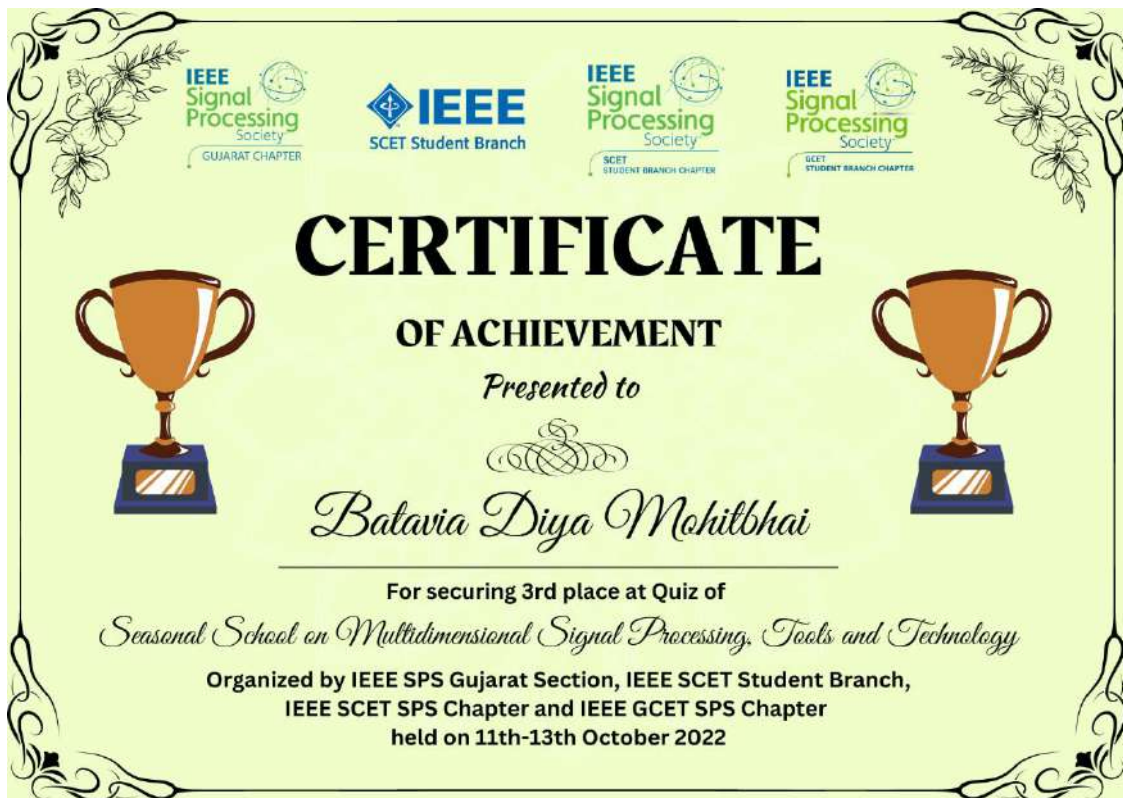 IEEE
Signal
Processing
Society
GUJARAT CHAPTER
IEEE
SCET Student Branch
IEEE
Signal
Processing
Society
SCET
STUDENT BRANCH CHAPTER
IEEE
Signal
Processing
Society
GCET
STUDENT BRANCH CHAPTER
CERTIFICATE
OF ACHIEVEMENT
Presented to
Batavia Diya Mohitbhai
For securing 3rd place at Quiz of
Seasonal School on Multidimensional Signal Processing, Tools and Technology
Organized by IEEE SPS Gujarat Section, IEEE SCET Student Branch,
IEEE SCET SPS Chapter and IEEE GCET SPS Chapter
held on 11th-13th October 2022